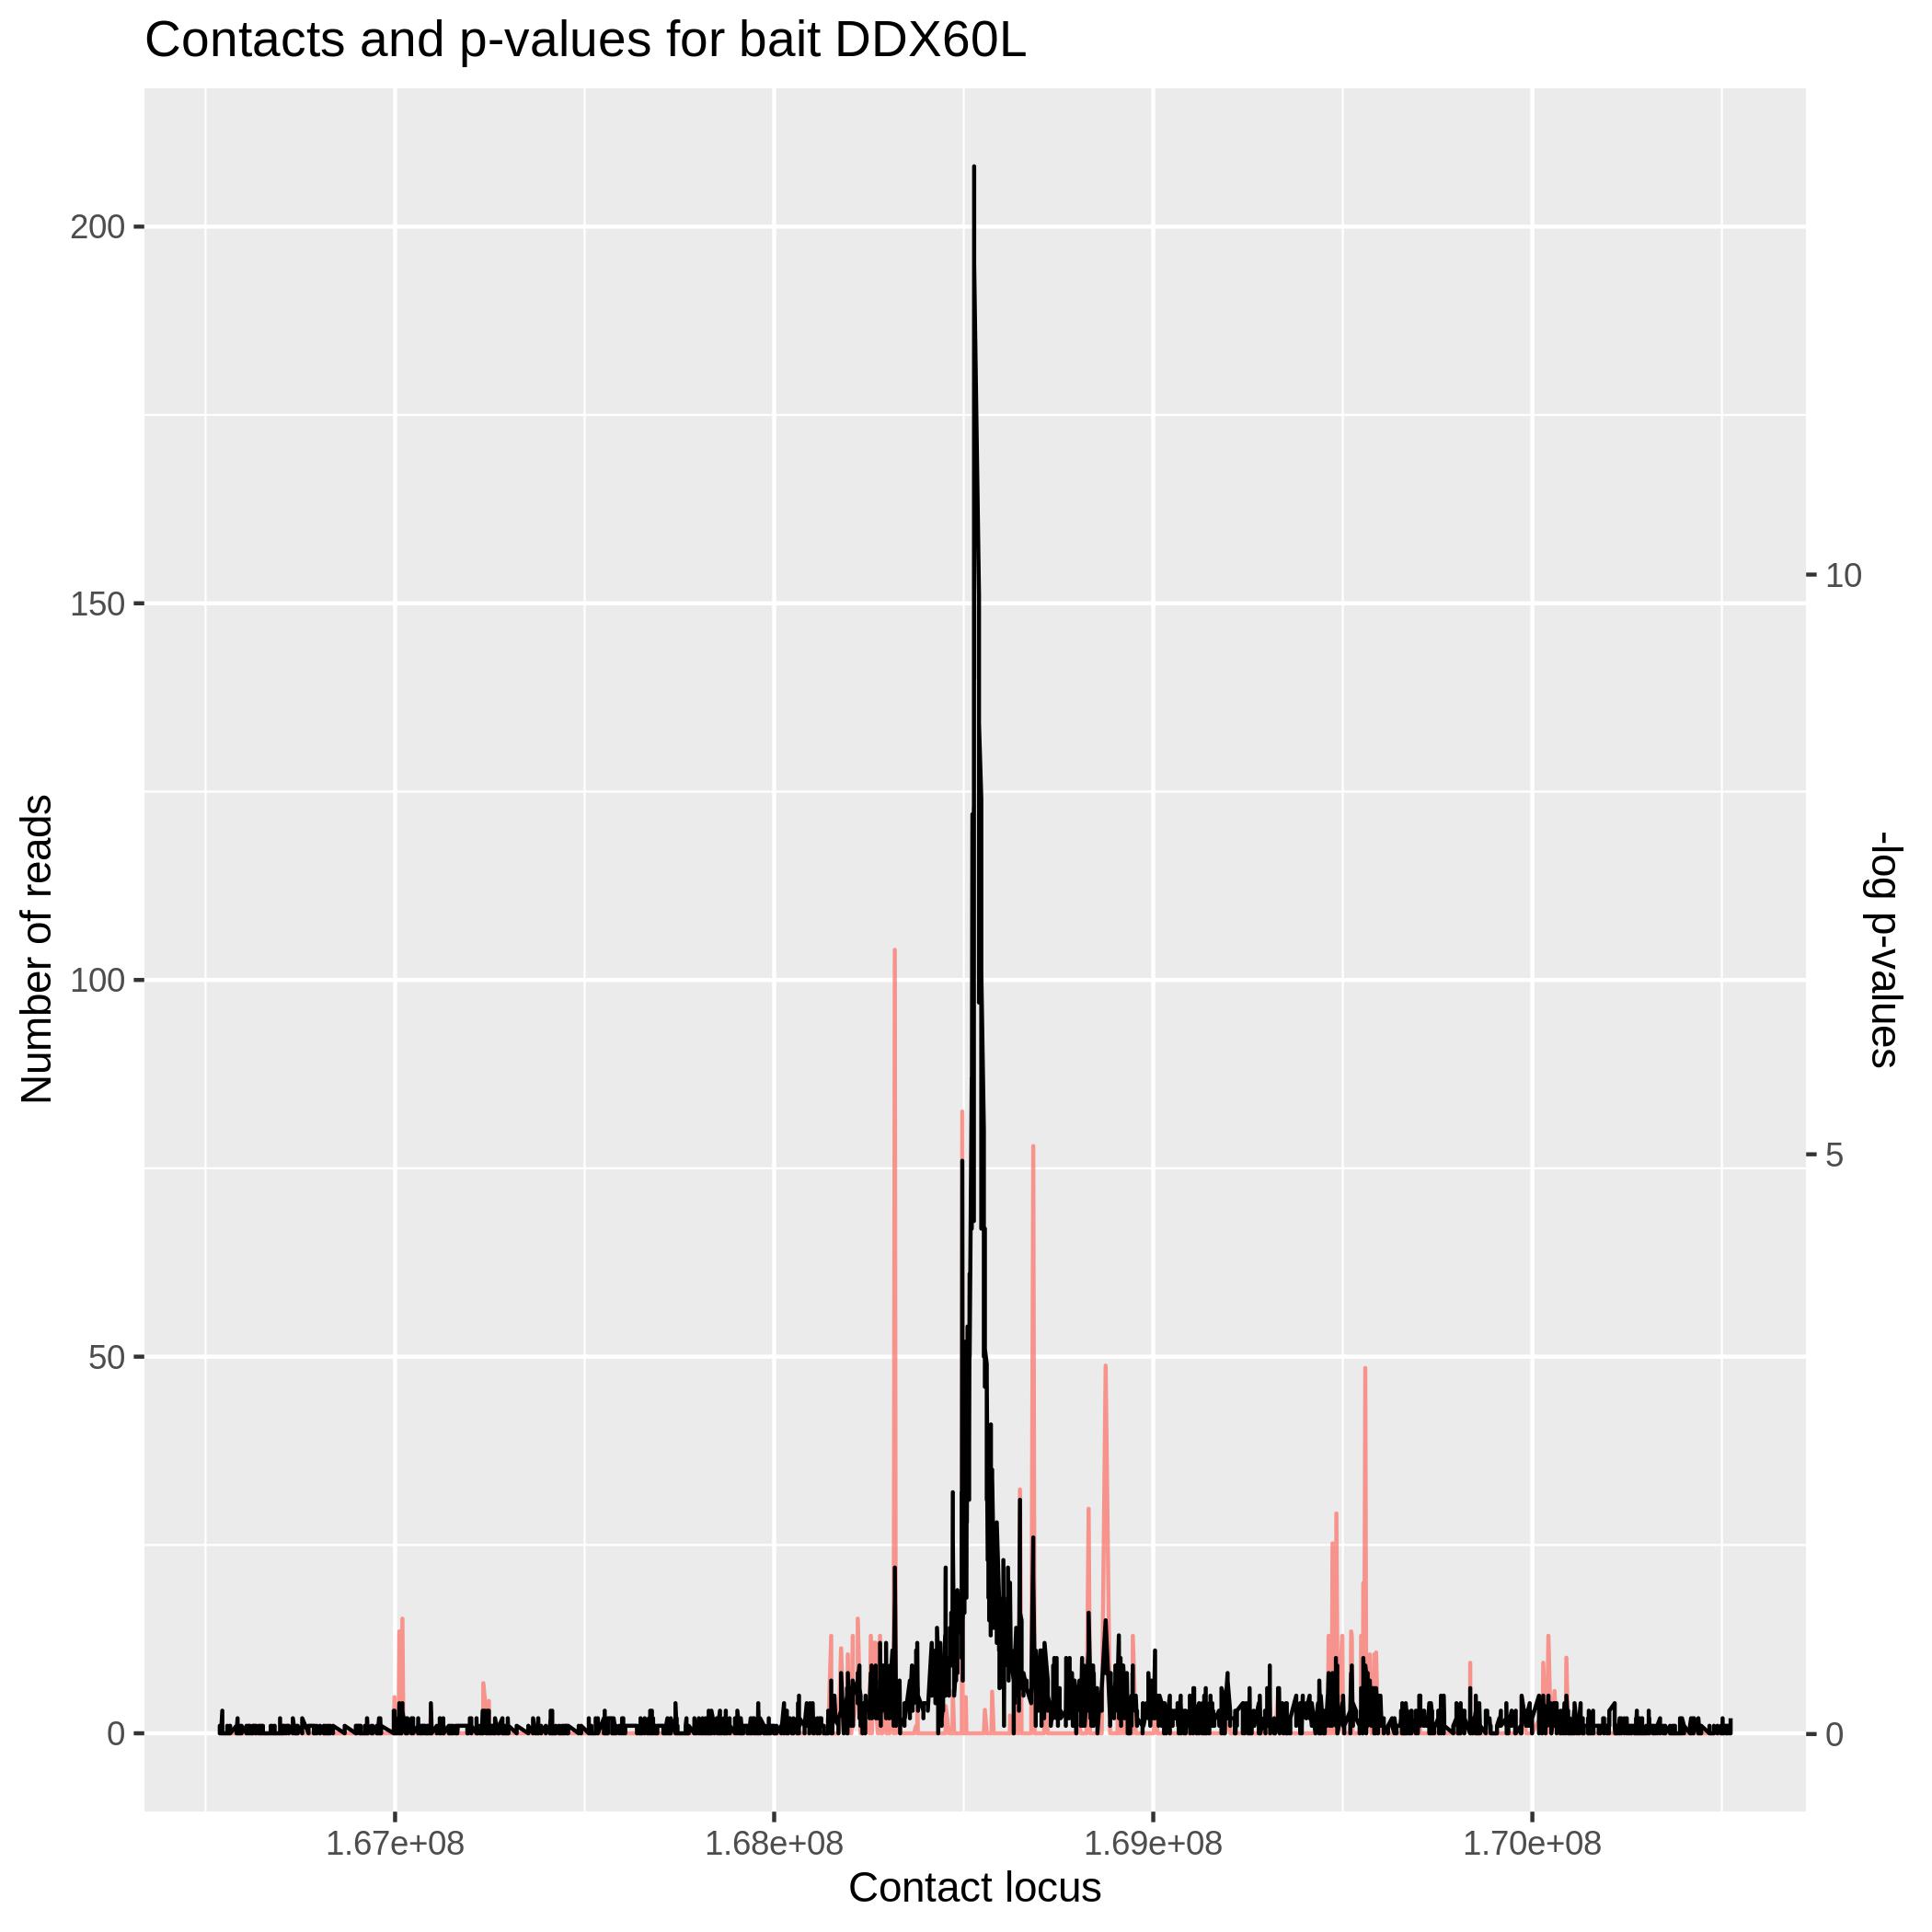 Contacts and p-values for bait DDX60L
200
150
100
50
0
Number of reads
10
5
0
-log p-values
1.67e+08
1.68e+08
1.69e+08
1.70e+08
Contact locus